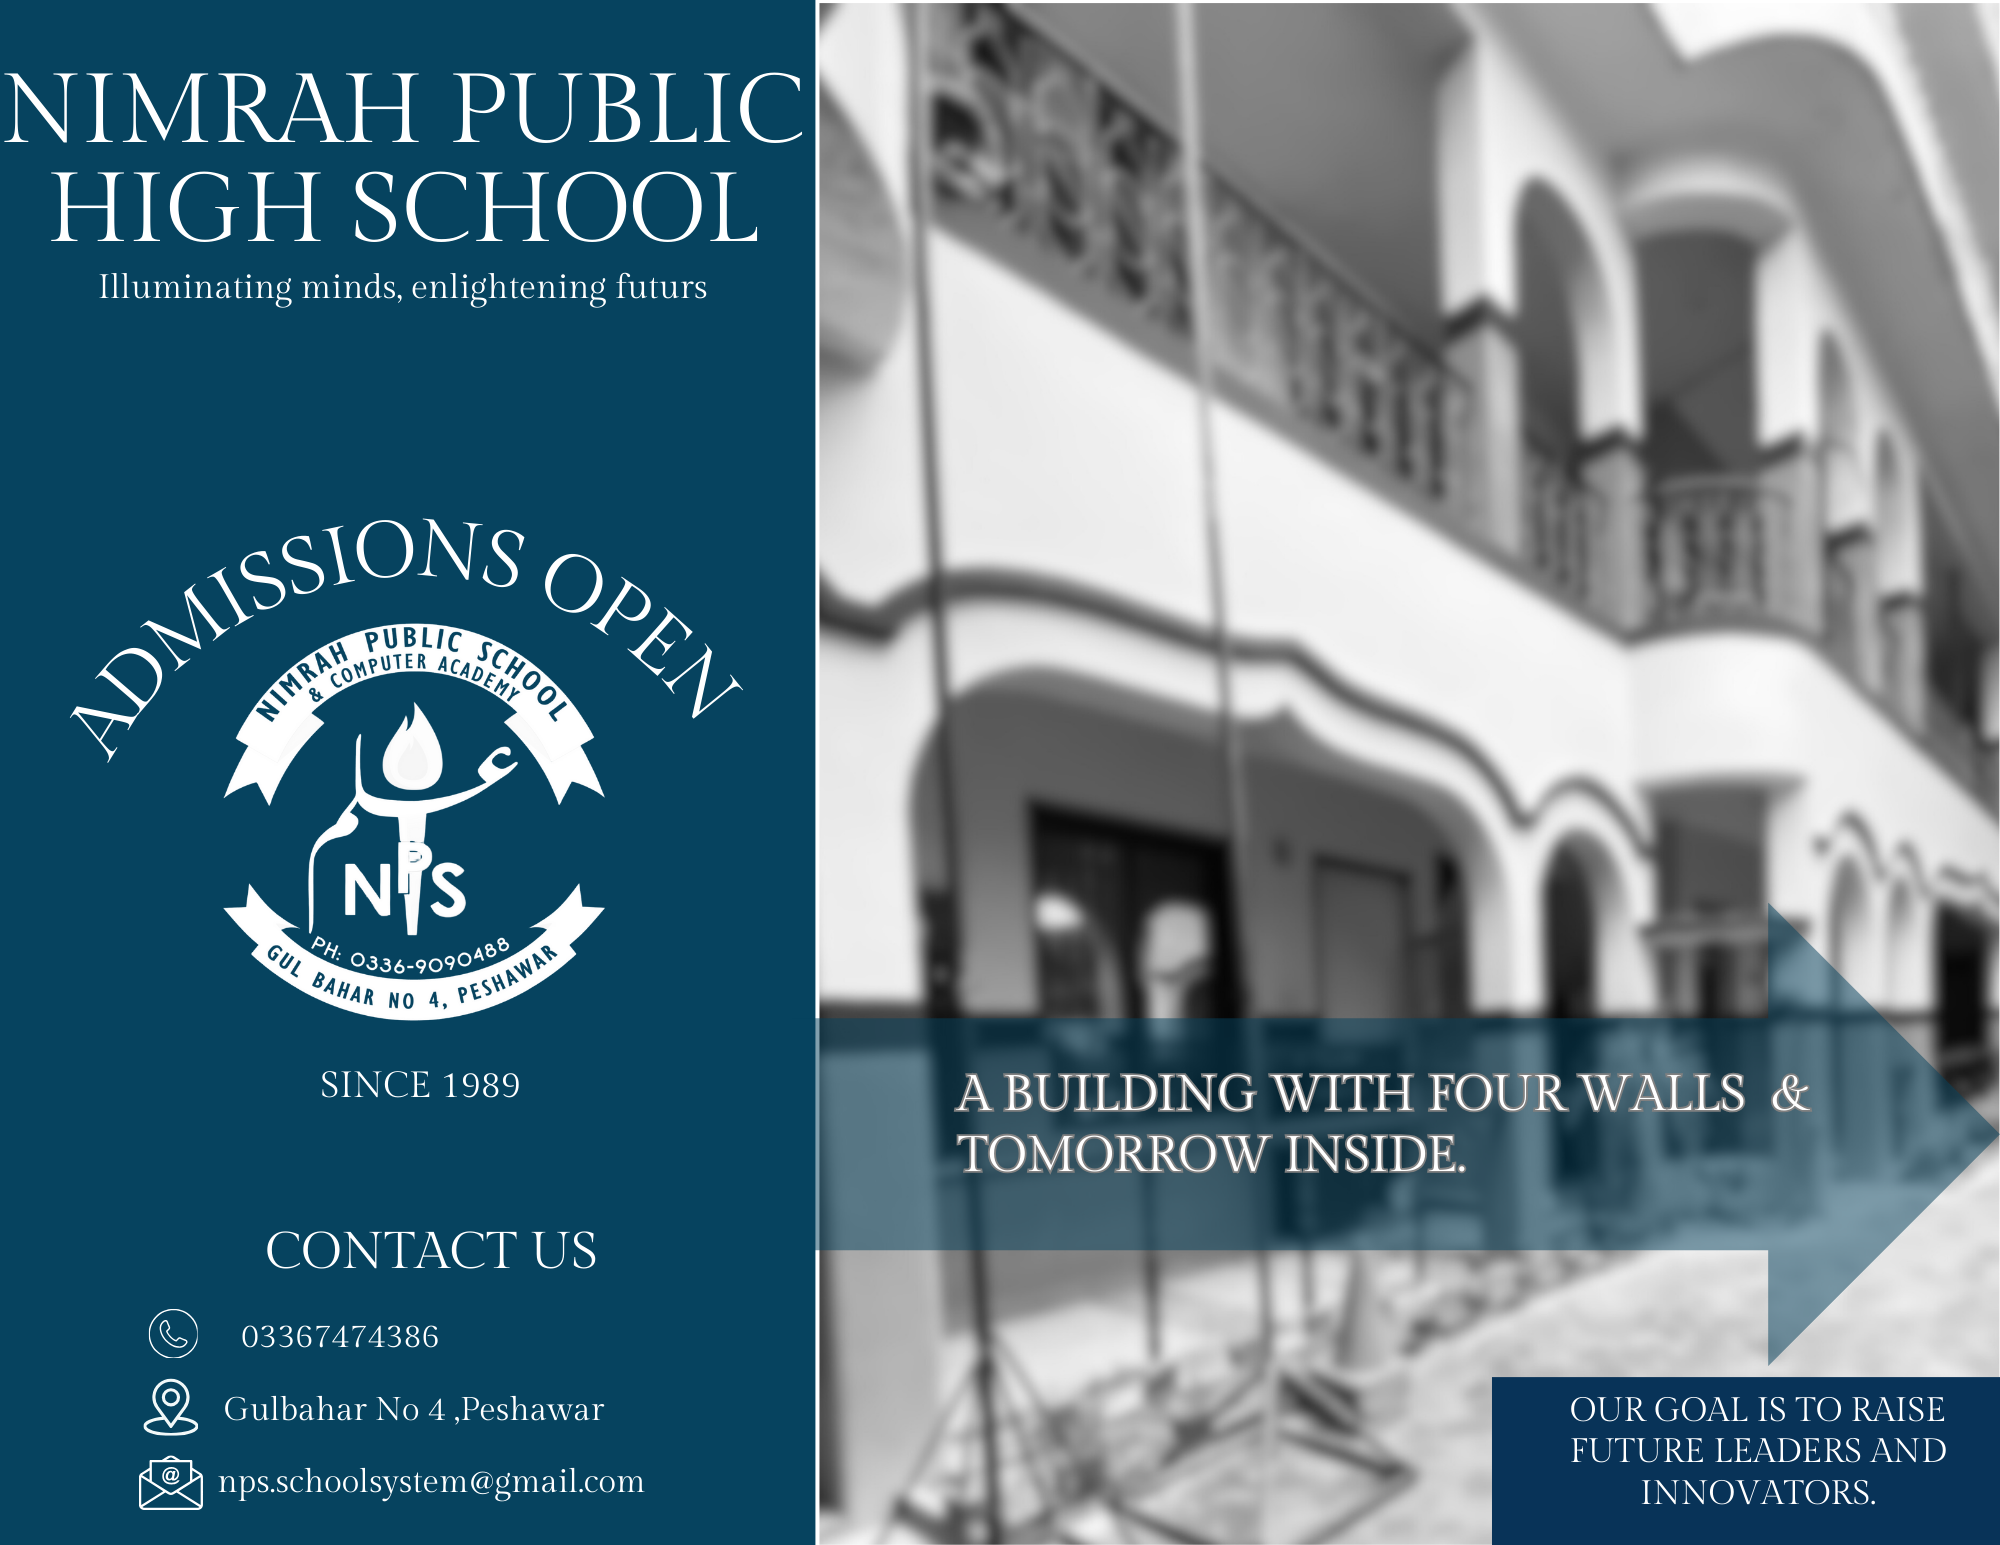 NIMRAH PUBLIC
HIGH SCHOOL
Illuminating minds, enlightening futurs
ADMISSIONS OPEN
NIMRAH PUBLIC SCHOOL
& COMPUTER ACADEMY
علم
NPS
PH: 0336-9090488
GUL BAHAR NO 4, PESHAWAR
SINCE 1989
CONTACT US
03367474386
Gulbahar No 4 ,Peshawar
@
nps.schoolsystem@gmail.com
A BUILDING WITH FOUR WALLS &
TOMORROW INSIDE.
OUR GOAL IS TO RAISE
FUTURE LEADERS AND
INNOVATORS.